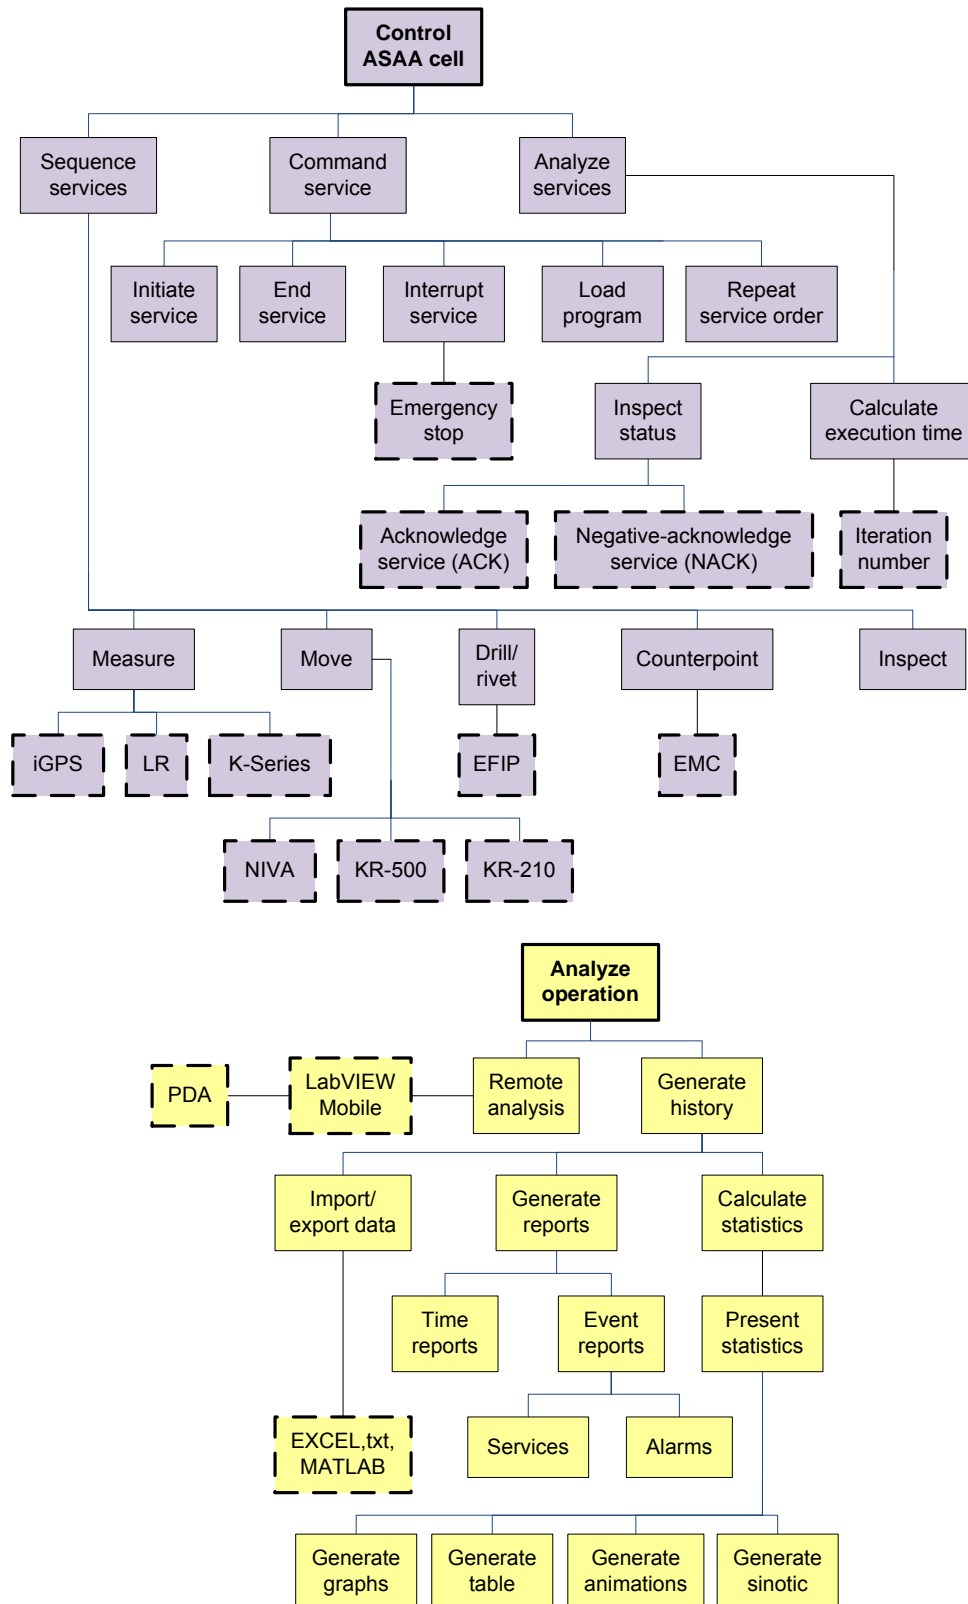 Control
ASAA cell
Sequence
services
Command
service
Analyze
services
Initiate
service
End
service
Interrupt
service
Load
program
Repeat
service order
Emergency
stop
Inspect
status
Calculate
execution time
Acknowledge
service (ACK)
Negative-acknowledge
service (NACK)
Iteration
number
Measure
Move
Drill/
rivet
Counterpoint
Inspect
iGPS
LR
K-Series
EFIP
EMC
NIVA
KR-500
KR-210
Analyze
operation
PDA
LabVIEW
Mobile
Remote
analysis
Generate
history
Import/
export data
Generate
reports
Calculate
statistics
Time
reports
Event
reports
Present
statistics
EXCEL,txt,
MATLAB
Services
Alarms
Generate
graphs
Generate
table
Generate
animations
Generate
sinotic